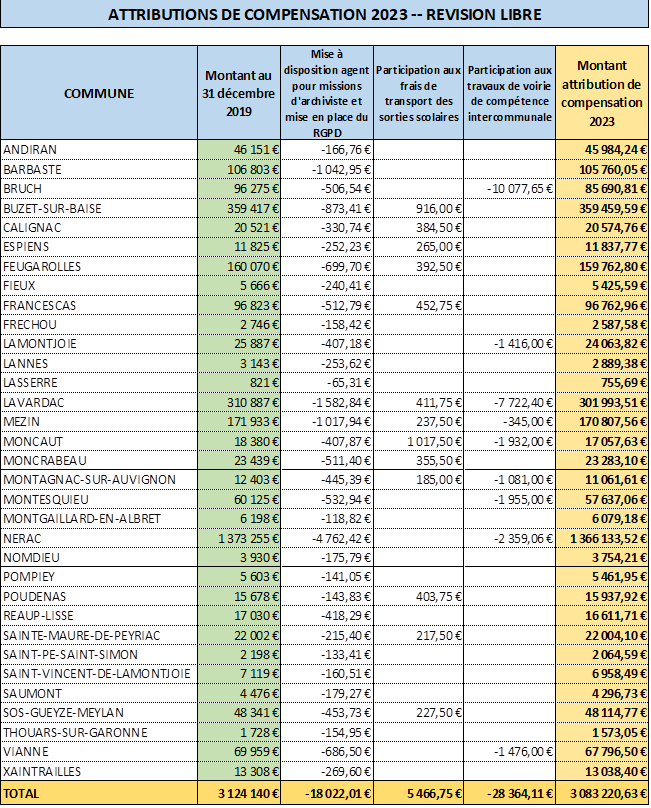 ATTRIBUTIONS DE COMPENSATION 2023 -- REVISION LIBRE
COMMUNE
Montant au
31 décembre
2019
Mise à
disposition agent
pour missions
d'archiviste et
mise en place du
RGPD
Participation aux
frais de
transport des
sorties scolaires
Participation aux
travaux de voirie
de compétence
intercommunale
Montant
attribution de
compensation
2023
ANDIRAN 46 151 € -166,76 € 45 984,24 €
BARBASTE 106 803 € -1 042,95 € 105 760,05 €
BRUCH 96 275 € -506,54 € -10 077,65 € 85 690,81 €
BUZET-SUR-BAISE 359 417 € -873,41 € 916,00 € 359 459,59 €
CALIGNAC 20 521 € -330,74 € 384,50 € 20 574,76 €
ESPIENS 11 825 € -252,23 € 265,00 € 11 837,77 €
FEUGAROLLES 160 070 € -699,70 € 392,50 € 159 762,80 €
FIEUX 5 666 € -240,41 € 5 425,59 €
FRANCESCAS 96 823 € -512,79 € 452,75 € 96 762,96 €
FRECHOU 2 746 € -158,42 € 2 587,58 €
LAMONTJOIE 25 887 € -407,18 € -1 416,00 € 24 063,82 €
LANNES 3 143 € -253,62 € 2 889,38 €
LASSERRE 821 € -65,31 € 755,69 €
LAVARDAC 310 887 € -1 582,84 € 411,75 € -7 722,40 € 301 993,51 €
MEZIN 171 933 € -1 017,94 € 237,50 € -345,00 € 170 807,56 €
MONCAUT 18 380 € -407,87 € 1 017,50 € -1 932,00 € 17 057,63 €
MONCRABEAU 23 439 € -511,40 € 355,50 € 23 283,10 €
MONTAGNAC-SUR-AUVIGNON 12 403 € -445,39 € 185,00 € -1 081,00 € 11 061,61 €
MONTESQUIEU 60 125 € -532,94 € -1 955,00 € 57 637,06 €
MONTGAILLARD-EN-ALBRET 6 198 € -118,82 € 6 079,18 €
NERAC 1 373 255 € -4 762,42 € -2 359,06 € 1 366 133,52 €
NOMDIEU 3 930 € -175,79 € 3 754,21 €
POMPIEY 5 603 € -141,05 € 5 461,95 €
POUDENAS 15 678 € -143,83 € 403,75 € 15 937,92 €
REAUP-LISSE 17 030 € -418,29 € 16 611,71 €
SAINTE-MAURE-DE-PEYRIAC 22 002 € -215,40 € 217,50 € 22 004,10 €
SAINT-PE-SAINT-SIMON 2 198 € -133,41 € 2 064,59 €
SAINT-VINCENT-DE-LAMONTJOIE 7 119 € -160,51 € 6 958,49 €
SAUMONT 4 476 € -179,27 € 4 296,73 €
SOS-GUEYZE-MEYLAN 48 341 € -453,73 € 227,50 € 48 114,77 €
THOUARS-SUR-GARONNE 1 728 € -154,95 € 1 573,05 €
VIANNE 69 959 € -686,50 € -1 476,00 € 67 796,50 €
XAINTRAILLES 13 308 € -269,60 € 13 038,40 €
TOTAL 3 124 140 € -18 022,01 € 5 466,75 € -28 364,11 € 3 083 220,63 €